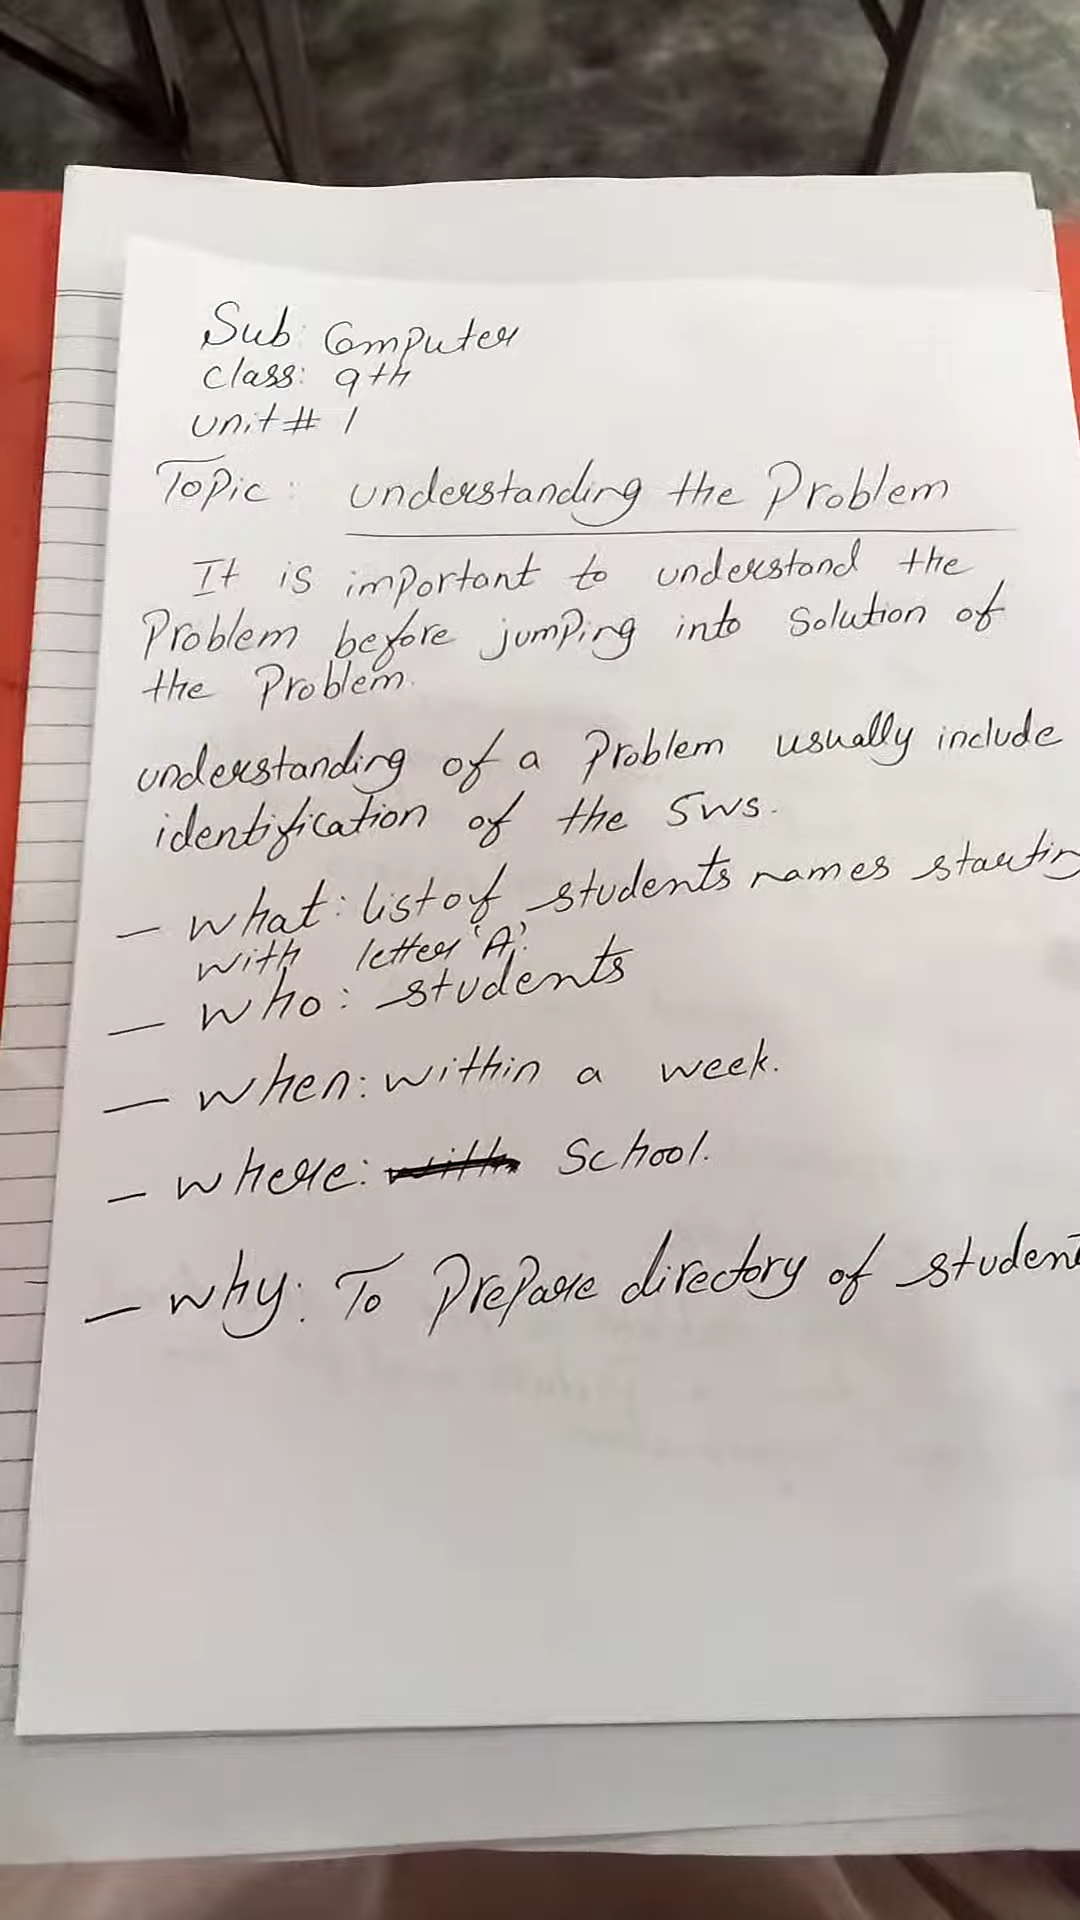 Sub: Computer
Class: 9th
Unit # 1
Topic: understanding the Problem
It is important to understand the
Problem before jumping into solution of
the Problem.
understanding of a Problem usually include
identification of the 5ws.
- what: list of students names startin
with letter 'A'.
- who: students
- when: within a week.
- where: School.
- why: To Prepare directory of student